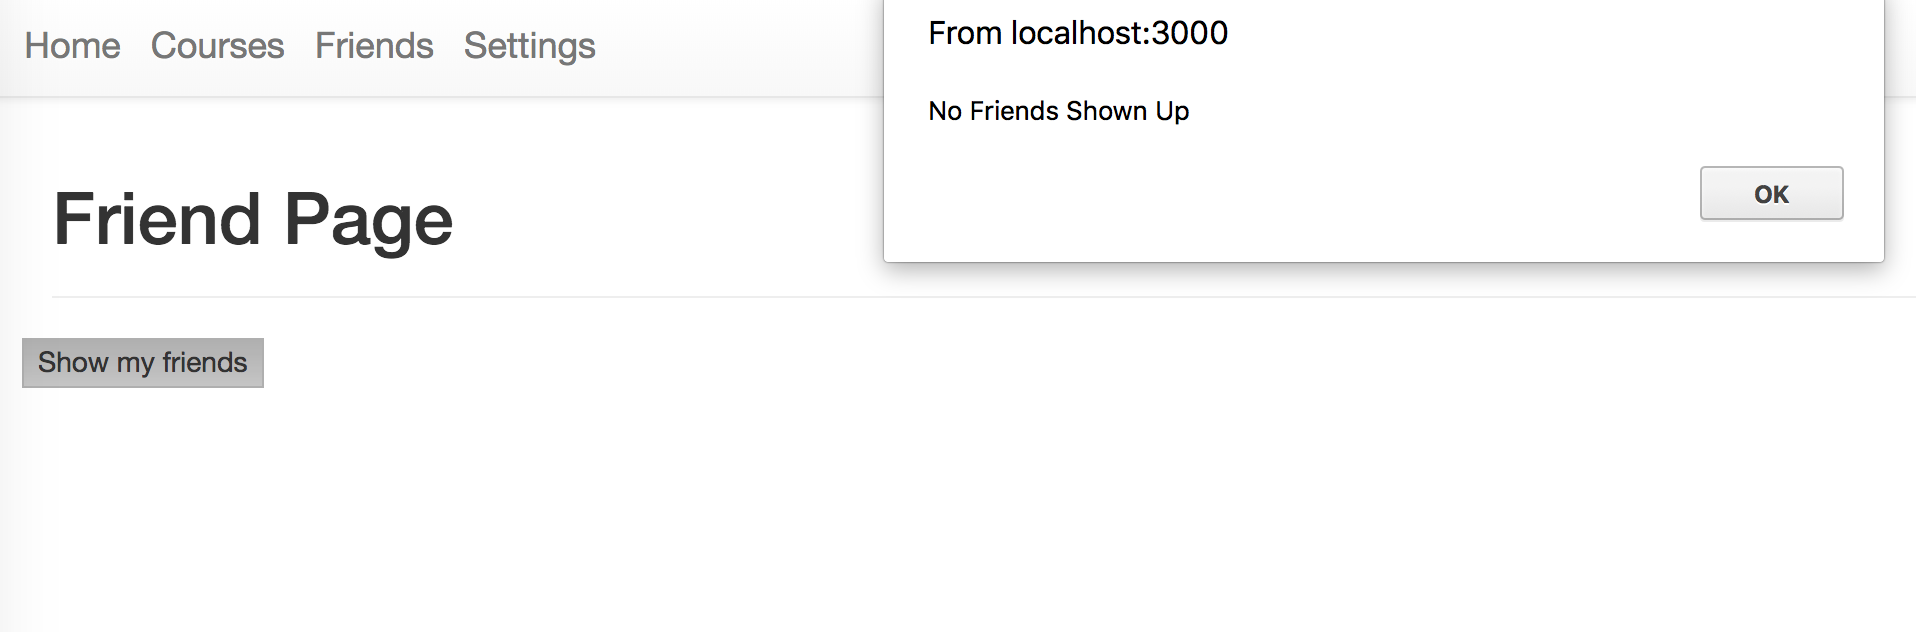 Home Courses Friends Settings
From localhost:3000
No Friends Shown Up
OK
Friend Page
Show my friends